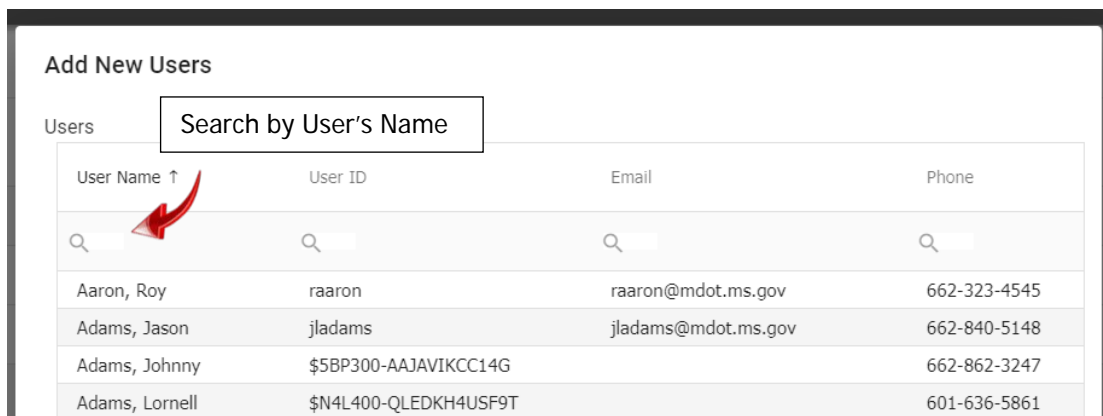 Add New Users
Search by User's Name
Users
User Name ↑ User ID Email Phone
Aaron, Roy raaron raaron@mdot.ms.gov 662-323-4545
Adams, Jason jladams jladams@mdot.ms.gov 662-840-5148
Adams, Johnny $5BP300-AAJAVIKCC14G 662-862-3247
Adams, Lornell $N4L400-QLEDKH4USF9T 601-636-5861